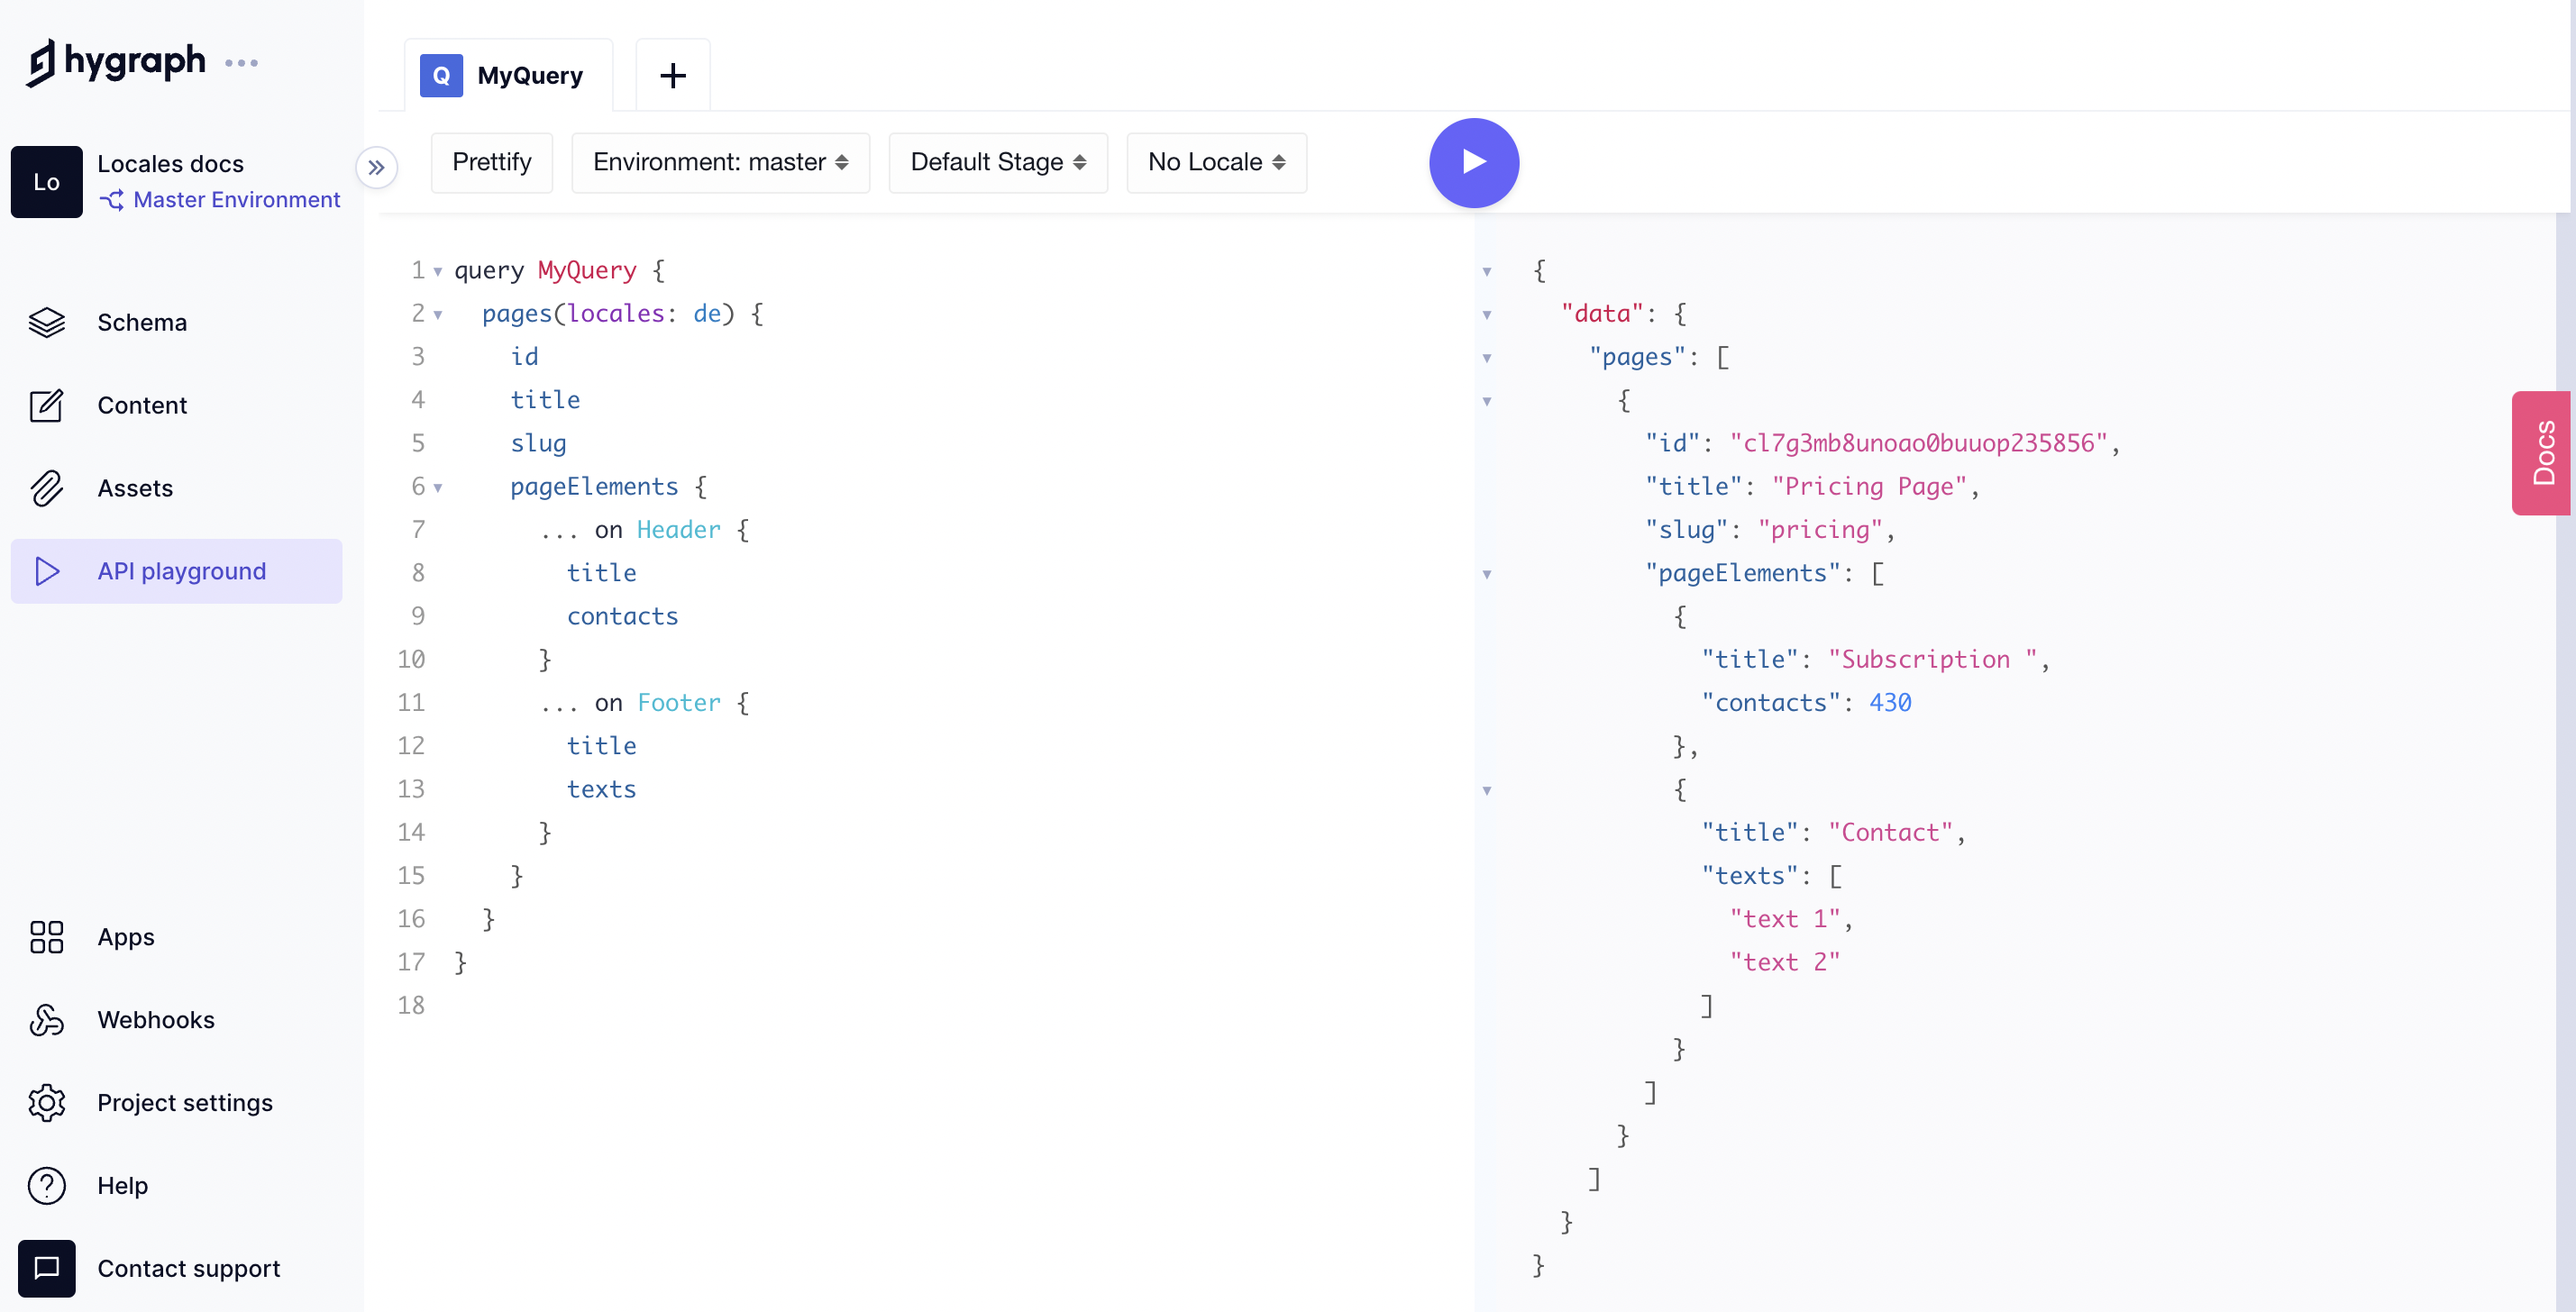 hygraph
Lo
Locales docs
Master Environment
Schema
Content
Assets
API playground
Apps
Webhooks
Project settings
Help
Contact support
Q MyQuery +
Prettify
Environment: master
Default Stage
No Locale
1 query MyQuery {
2 pages(locales: de) {
3 id
4 title
5 slug
6 pageElements {
7 ... on Header {
8 title
9 contacts
10 }
11 ... on Footer {
12 title
13 texts
14 }
15 }
16 }
17 }
18
{
"data": {
"pages": [
{
"id": "cl7g3mb8unoao0buuop235856",
"title": "Pricing Page",
"slug": "pricing",
"pageElements": [
{
"title": "Subscription ",
"contacts": 430
},
{
"title": "Contact",
"texts": [
"text 1",
"text 2"
]
}
]
}
]
}
}
Docs